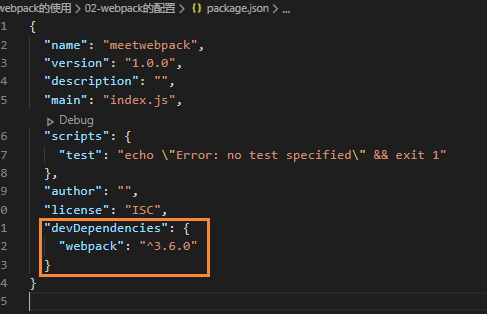 webpack的使用 > 02-webpack的配置 > {} package.json > ...
1 {
2 "name": "meetwebpack",
3 "version": "1.0.0",
4 "description": "",
5 "main": "index.js",
Debug
6 "scripts": {
7 "test": "echo \"Error: no test specified\" && exit 1"
8 },
9 "author": "",
0 "license": "ISC",
1 "devDependencies": {
2 "webpack": "^3.6.0"
3 }
4 }
5